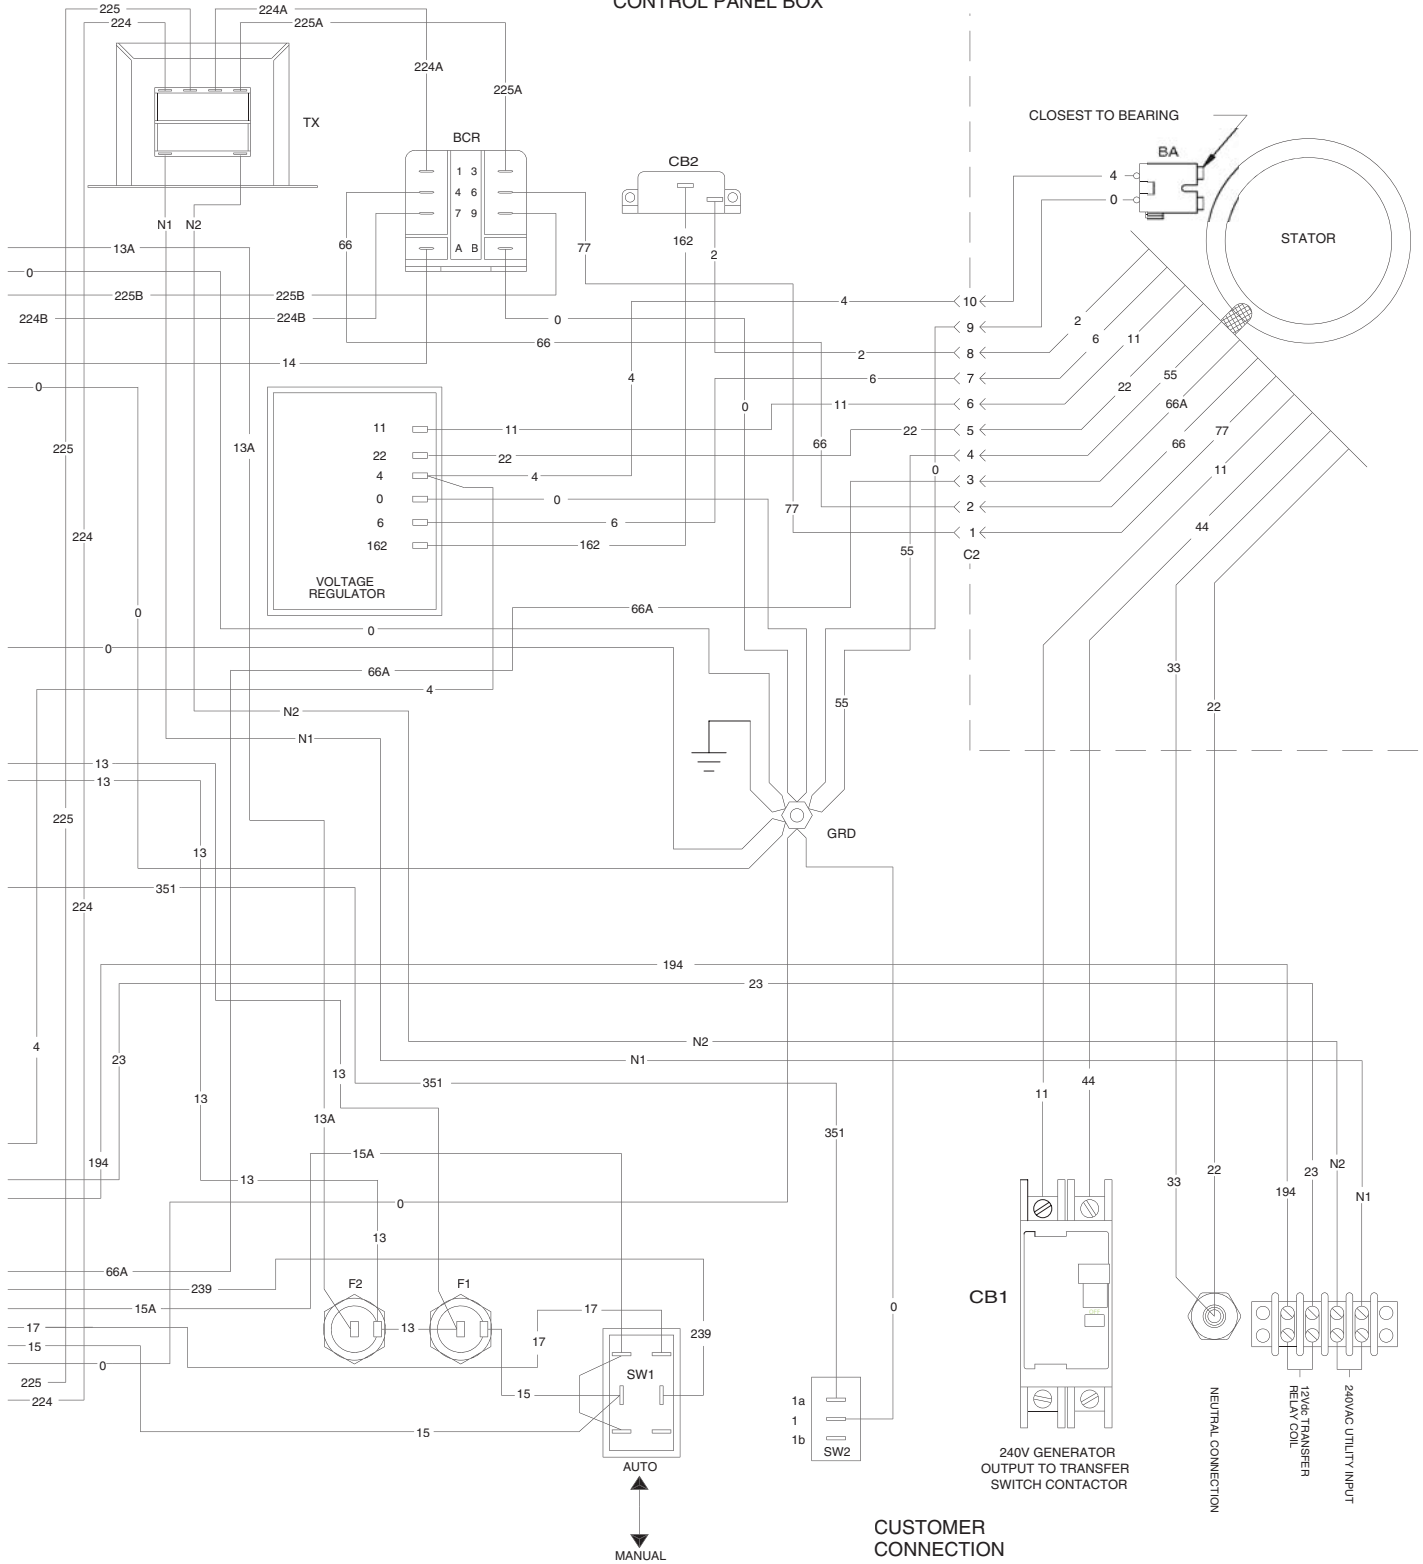 CONTROL PANEL BOX
225
224A
224
225A
224A
225A
TX
CLOSEST TO BEARING
BCR
CB2
BA
1 3
4 6
7 9
A B
4
0
STATOR
N1 N2
66
77
162
2
13A
0
225B 225B
224B 224B
0
66
14
0
4
10
9
2
8
6
7
11
6
22
5
4
3
2
1
C2
2
6
11
22
55
66A
66
77
11
44
4
0
66
0
77
55
225
13A
224
11
22
4
0
6
162
11
22
4
0
6
162
VOLTAGE
REGULATOR
0
66A
0
0
66A
4
N2
N1
55
33
22
13
13
225
13
GRD
351
224
194
23
N2
N1
4
23
13
351
13
13A
11
44
351
15A
194
13
0
33
22
194
23
N2
N1
13
66A
239
15A
17
15
0
225
224
F2
F1
13
17
17
239
SW1
15
15
0
CB1
OFF
1a
1
1b
SW2
AUTO
MANUAL
240V GENERATOR
OUTPUT TO TRANSFER
SWITCH CONTACTOR
NEUTRAL CONNECTION
12Vdc TRANSFER
RELAY COIL
240VAC UTILITY INPUT
CUSTOMER
CONNECTION